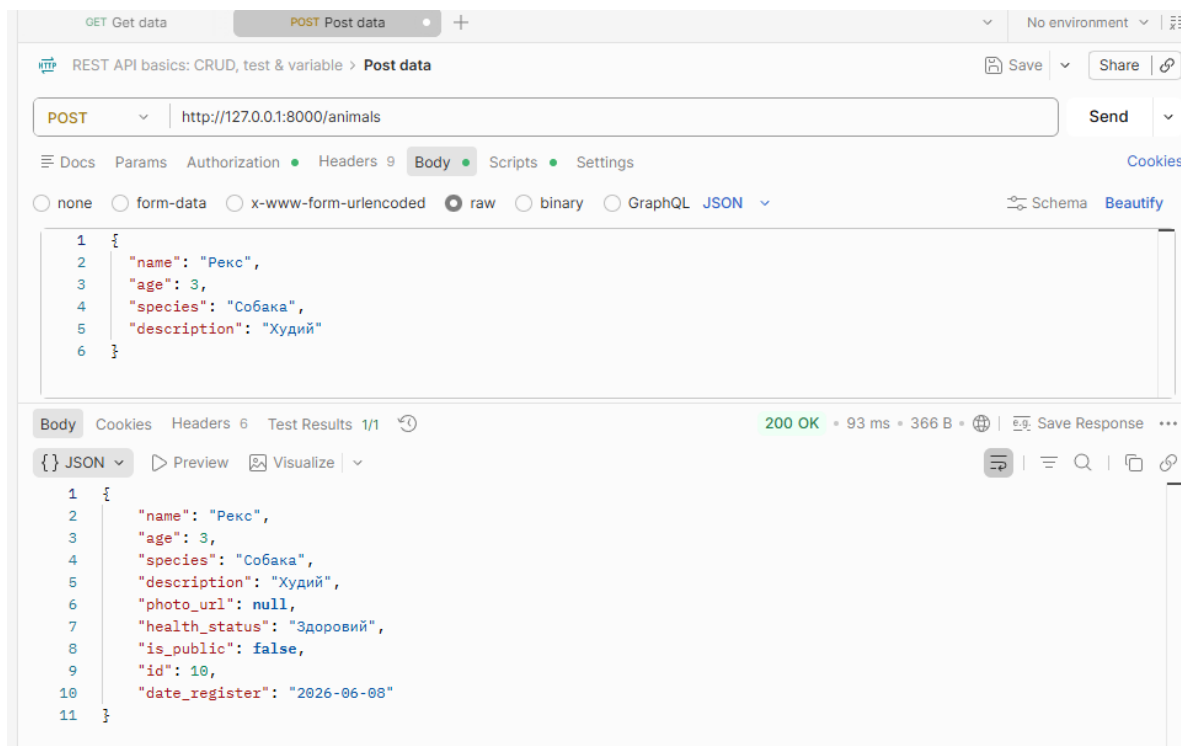 GET Get data POST Post data No environment
REST API basics: CRUD, test & variable > Post data Save Share
POST http://127.0.0.1:8000/animals Send
Docs Params Authorization Headers 9 Body Scripts Settings Cookies
none form-data x-www-form-urlencoded raw binary GraphQL JSON Schema Beautify
1 {
2 "name": "Рекс",
3 "age": 3,
4 "species": "Собака",
5 "description": "Худий"
6 }
Body Cookies Headers 6 Test Results 1/1 200 OK • 93 ms • 366 B • e.g. Save Response
{} JSON Preview Visualize
1 {
2 "name": "Рекс",
3 "age": 3,
4 "species": "Собака",
5 "description": "Худий",
6 "photo_url": null,
7 "health_status": "Здоровий",
8 "is_public": false,
9 "id": 10,
10 "date_register": "2026-06-08"
11 }